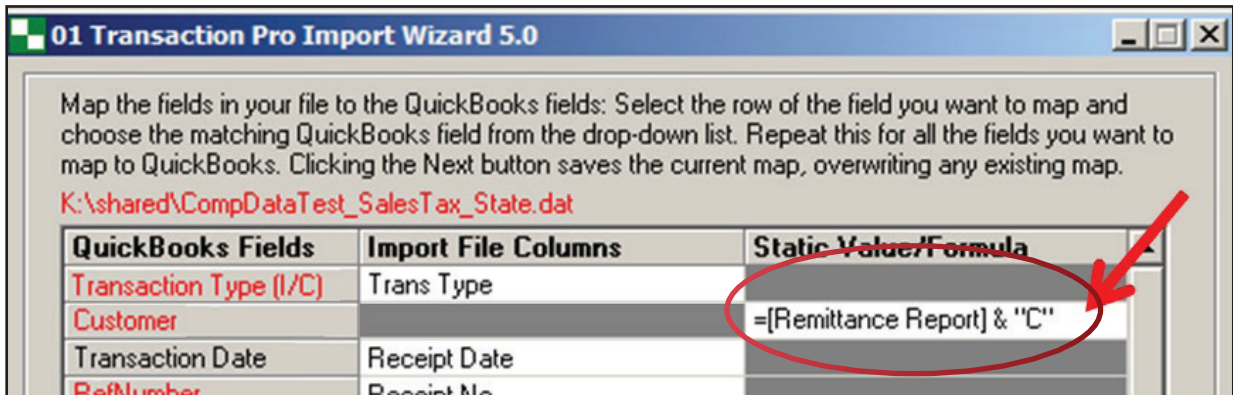 01 Transaction Pro Import Wizard 5.0
Map the fields in your file to the QuickBooks fields: Select the row of the field you want to map and
choose the matching QuickBooks field from the drop-down list. Repeat this for all the fields you want to
map to QuickBooks. Clicking the Next button saves the current map, overwriting any existing map.
K:\shared\CompDataTest_SalesTax_State.dat
QuickBooks Fields Import File Columns Static Value/Formula
Transaction Type (I/C) Trans Type
Customer =[Remittance Report] & "C"
Transaction Date Receipt Date
RefNumber Receipt No